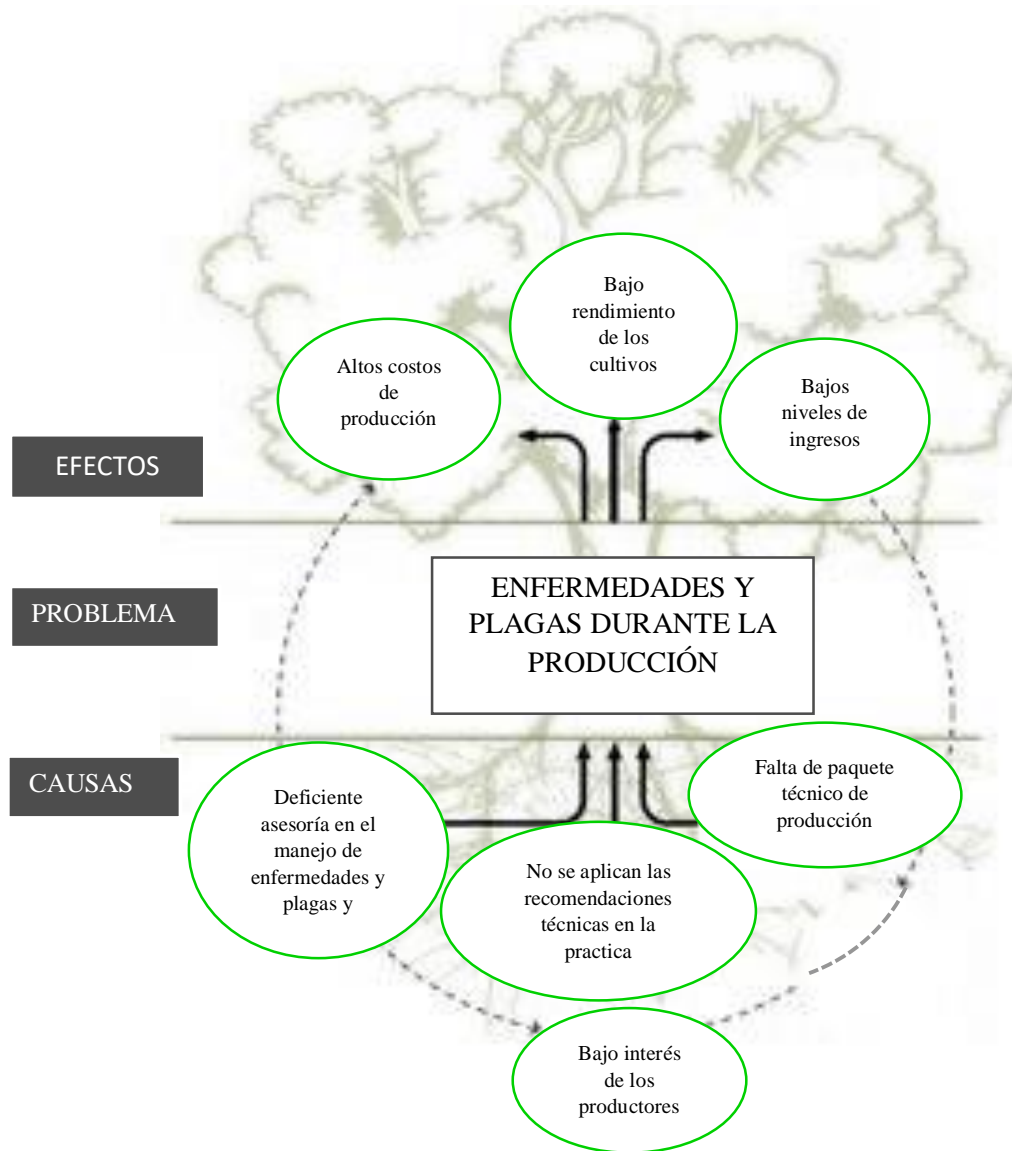 Bajo
rendimiento
de los
cultivos
Altos costos
de
producción
Bajos
niveles de
ingresos
EFECTOS
PROBLEMA
ENFERMEDADES Y
PLAGAS DURANTE LA
PRODUCCIÓN
CAUSAS
Deficiente
asesoría en el
manejo de
enfermedades y
plagas y
No se aplican las
recomendaciones
técnicas en la
practica
Falta de paquete
técnico de
producción
Bajo interés
de los
productores